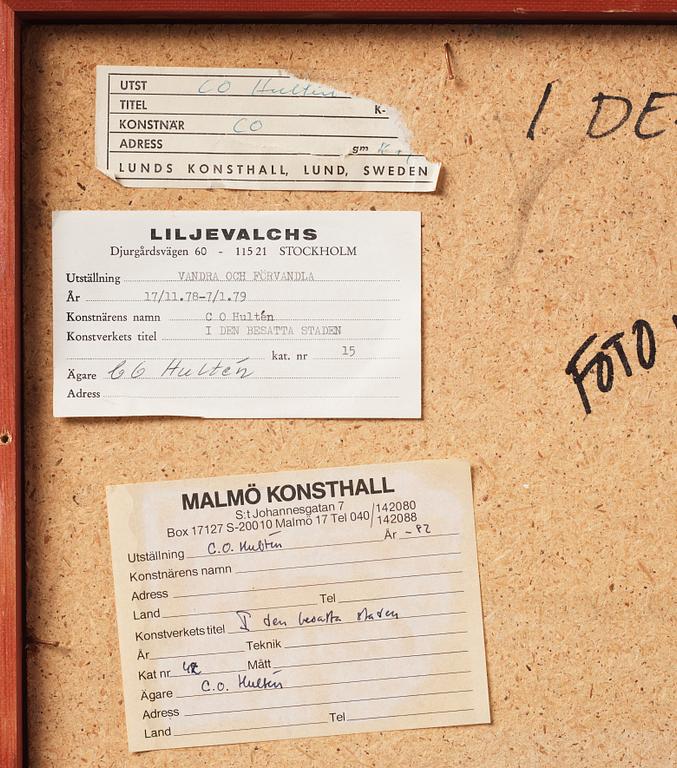 UTST CO Hultén
TITEL K-
KONSTNÄR CO
ADRESS gm
LUNDS KONSTHALL, LUND, SWEDEN
I DE
LILJEVALCHS
Djurgårdsvägen 60 - 115 21 STOCKHOLM
Utställning VANDRA OCH FÖRVANDLA
År 17/11.78-7/1.79
Konstnärens namn C O Hultén
Konstverkets titel I DEN BESATTA STADEN
kat. nr 15
Ägare CO Hultén
Adress
FOTO
MALMÖ KONSTHALL
S:t Johannesgatan 7
Box 17127 S-200 10 Malmö 17 Tel 040/142080
142088
Utställning C.O. Hultén År -82
Konstnärens namn
Adress
Land Tel
Konstverkets titel I den besatta staden
År Teknik
Kat nr Mått
Ägare C.O. Hultén
Adress
Land Tel